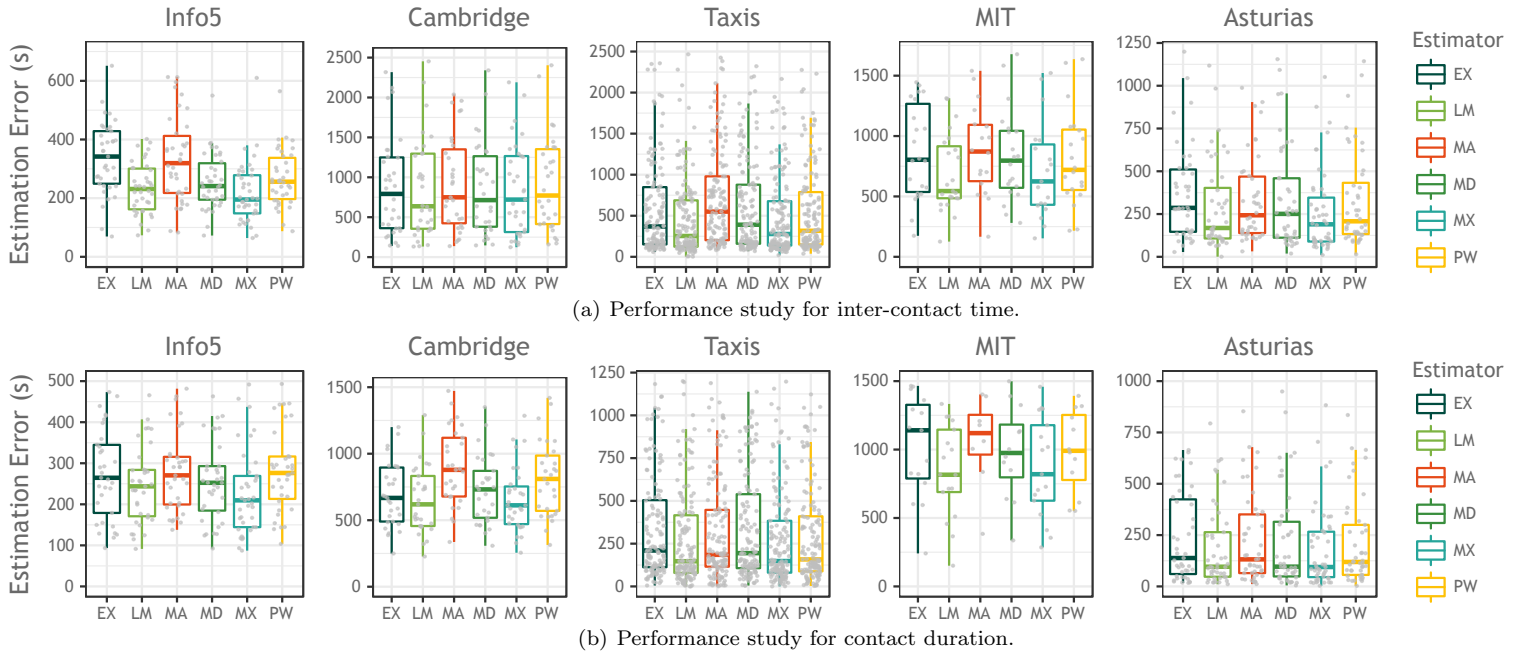 Info5 Cambridge Taxis MIT Asturias
Estimation Error (s)
600
400
200
0
EX LM MA MD MX PW
2500
2000
1500
1000
500
0
EX LM MA MD MX PW
2500
2000
1500
1000
500
0
EX LM MA MD MX PW
1500
1000
500
0
EX LM MA MD MX PW
1250
1000
750
500
250
0
EX LM MA MD MX PW
Estimator
EX
LM
MA
MD
MX
PW
(a) Performance study for inter-contact time.
Info5 Cambridge Taxis MIT Asturias
Estimation Error (s)
500
400
300
200
100
0
EX LM MA MD MX PW
1500
1000
500
0
EX LM MA MD MX PW
1250
1000
750
500
250
0
EX LM MA MD MX PW
1500
1000
500
0
EX LM MA MD MX PW
1000
750
500
250
0
EX LM MA MD MX PW
Estimator
EX
LM
MA
MD
MX
PW
(b) Performance study for contact duration.